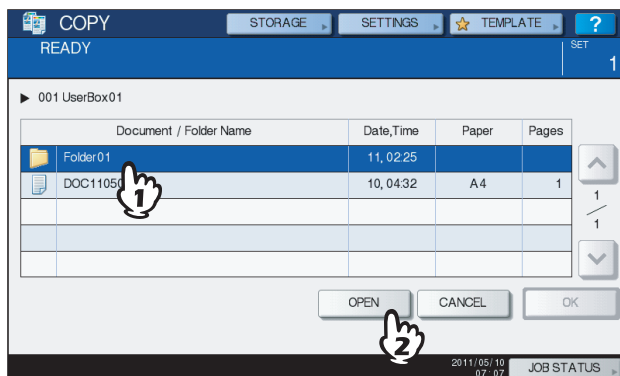 COPY STORAGE SETTINGS TEMPLATE ?
READY SET
1
001 UserBox01
Document / Folder Name Date,Time Paper Pages
Folder01 11, 02:25
DOC11050 10, 04:32 A4 1
1
1
1
OPEN CANCEL OK
2
2011/05/10
07:07 JOB STATUS